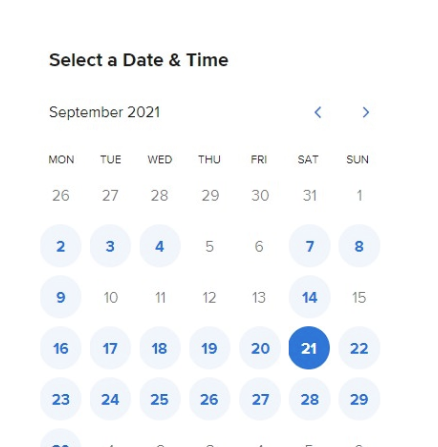 Select a Date & Time
September 2021
MON TUE WED THU FRI SAT SUN
26 27 28 29 30 31 1
2 3 4 5 6 7 8
9 10 11 12 13 14 15
16 17 18 19 20 21 22
23 24 25 26 27 28 29